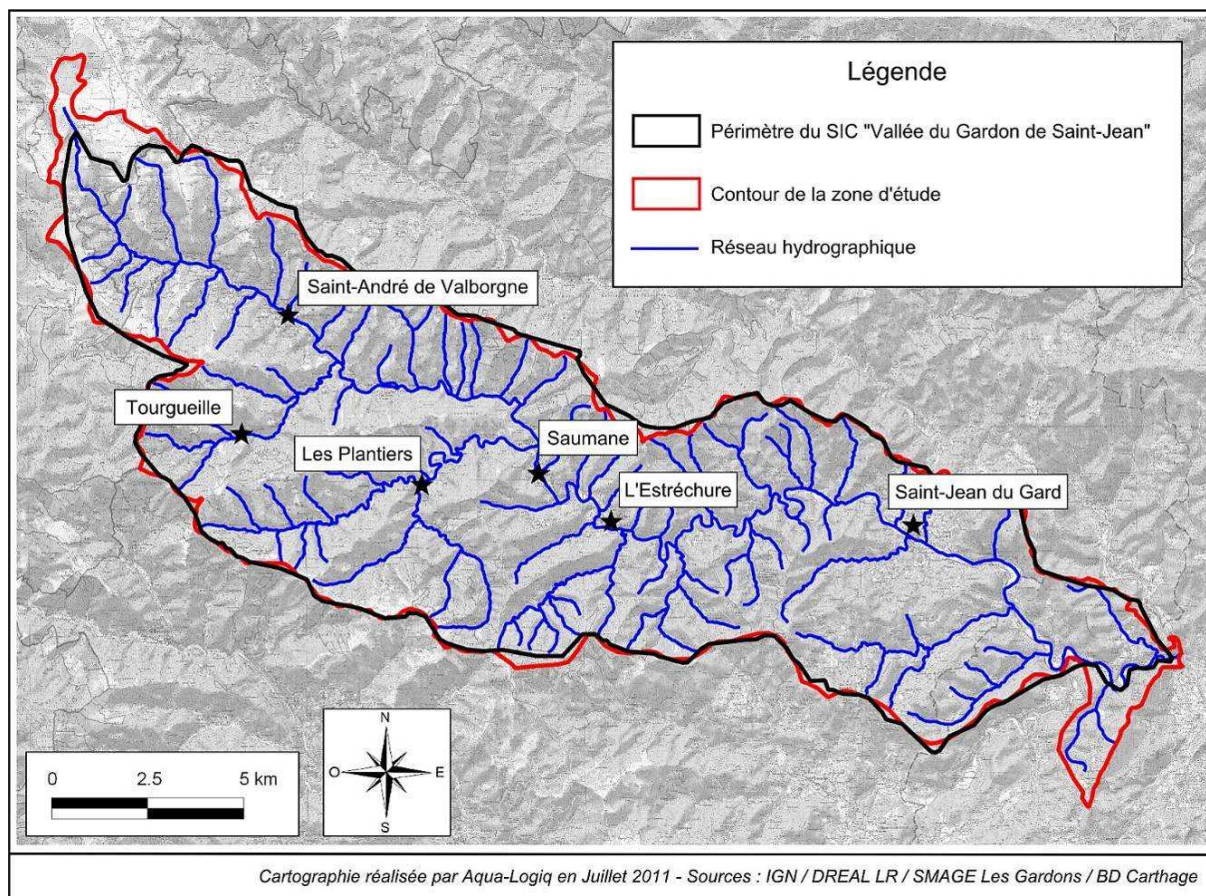 Légende
Périmètre du SIC "Vallée du Gardon de Saint-Jean"
Contour de la zone d'étude
Réseau hydrographique
Saint-André de Valborgne
Tourgueille
Les Plantiers
Saumane
L'Estréchure
Saint-Jean du Gard
0 2.5 5 km
N
O E
S
Cartographie réalisée par Aqua-Logiq en Juillet 2011 - Sources : IGN / DREAL LR / SMAGE Les Gardons / BD Carthage